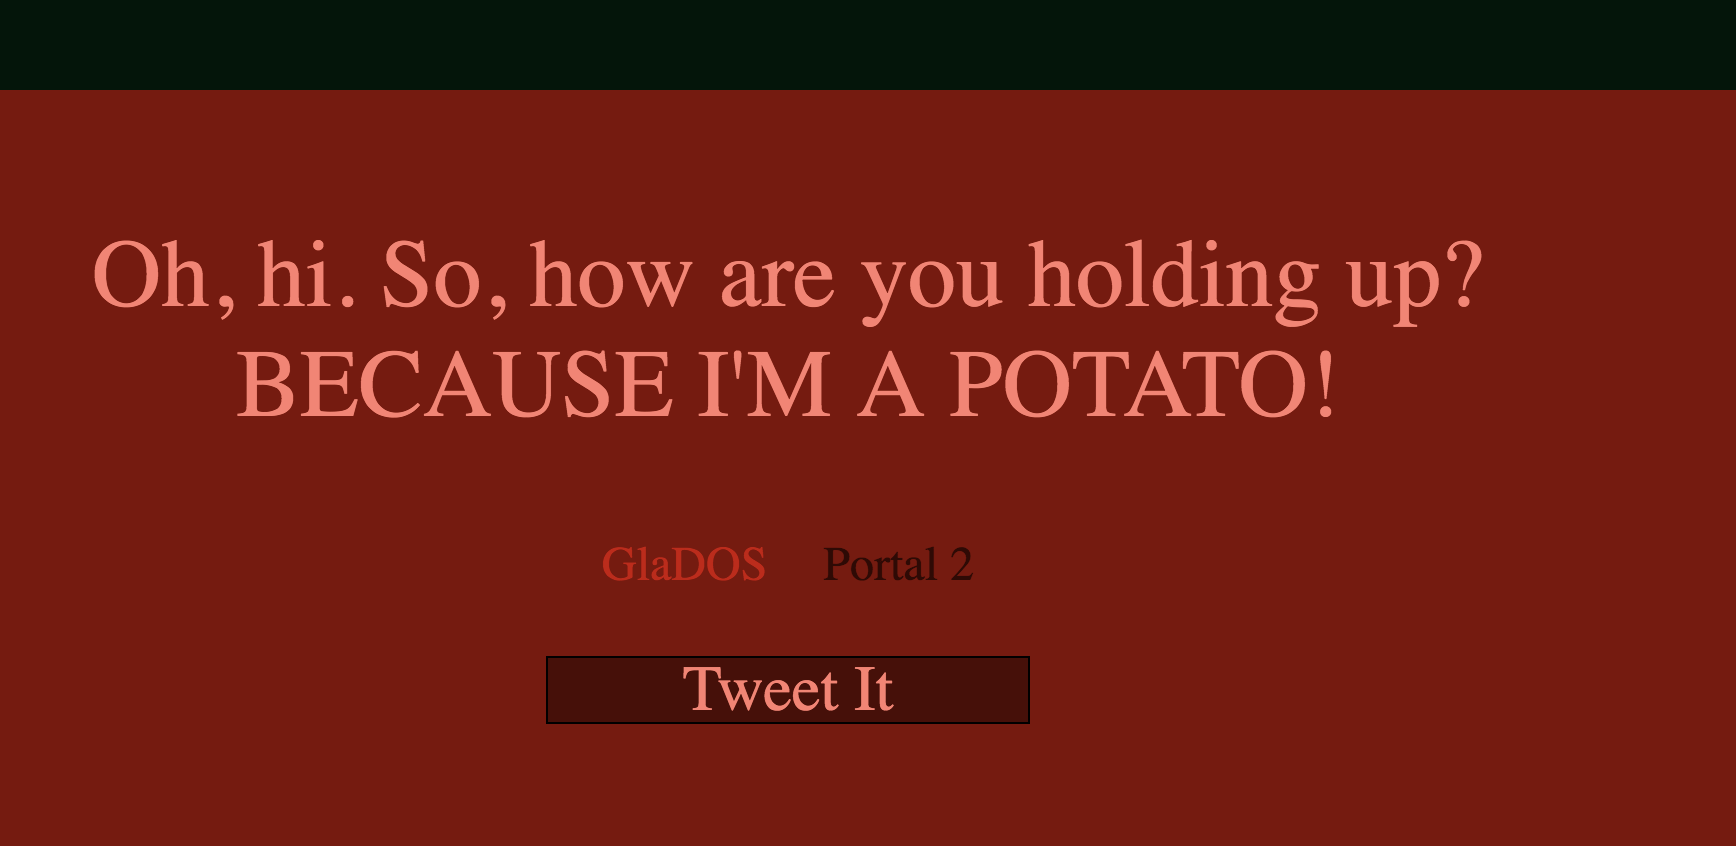 Oh, hi. So, how are you holding up?
BECAUSE I'M A POTATO!
GlaDOS Portal 2
Tweet It